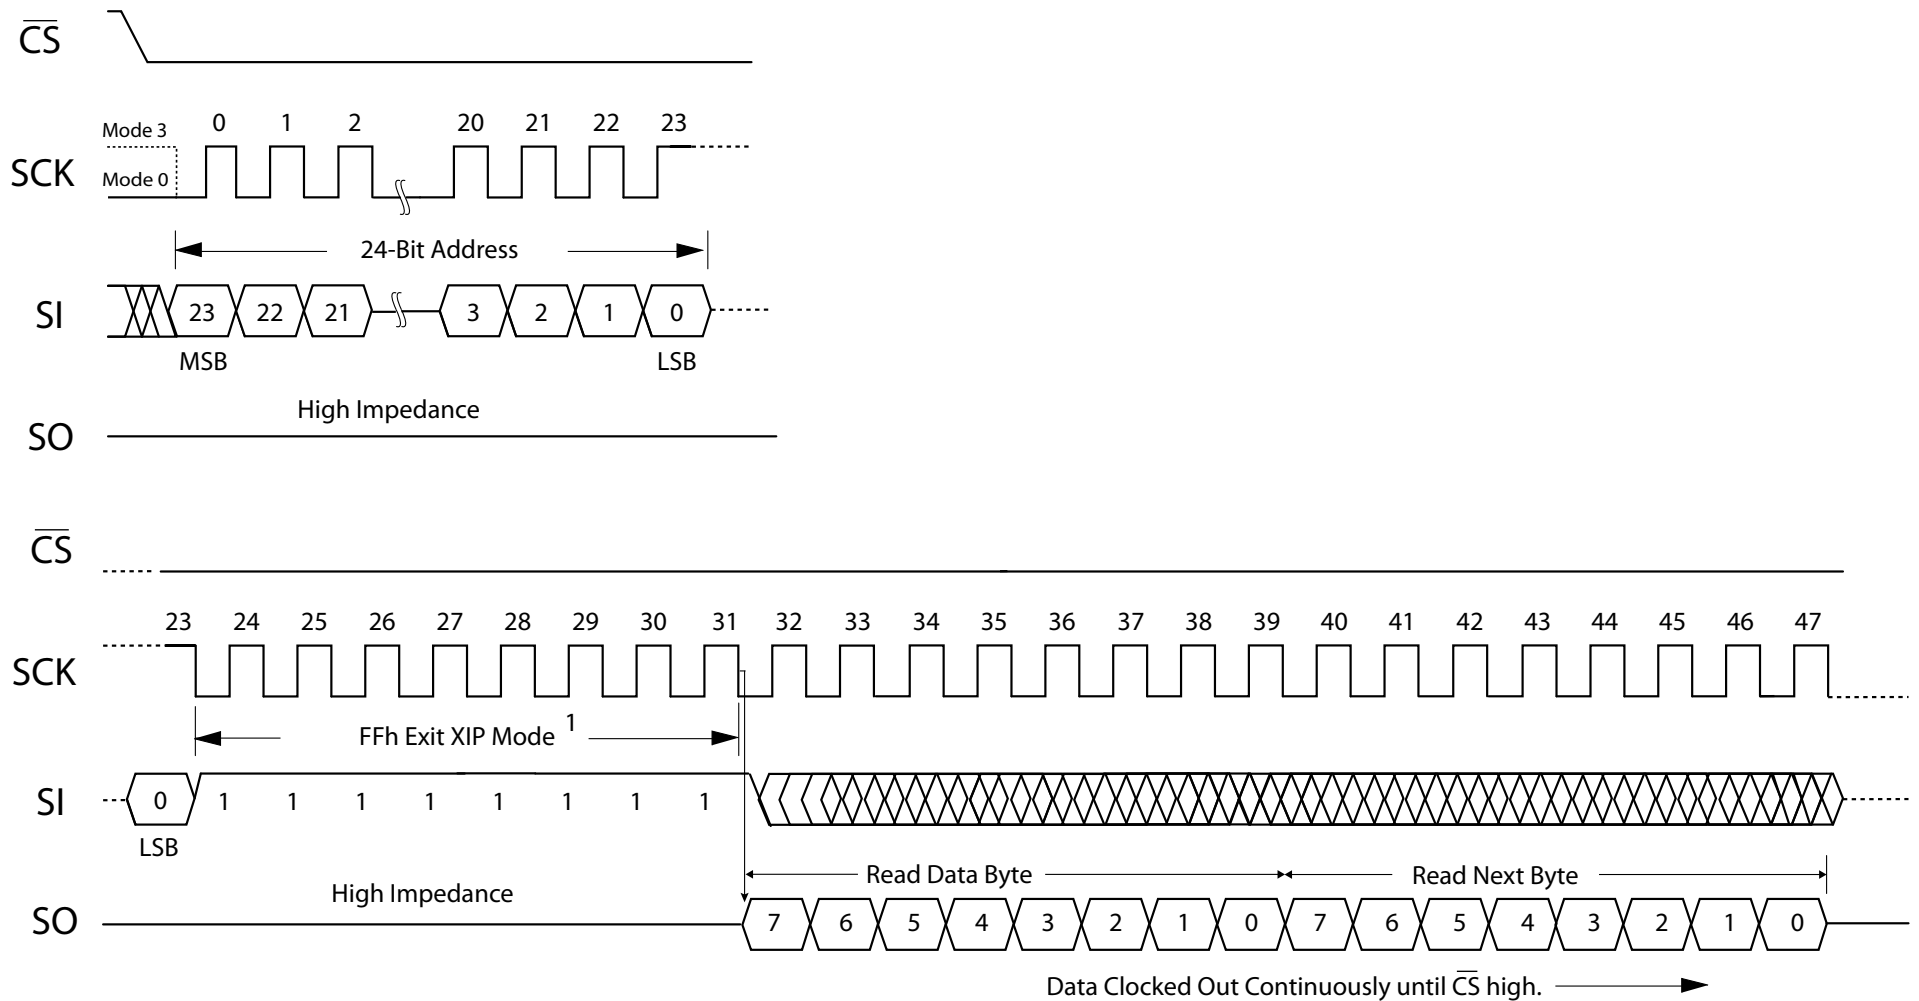 CS
Mode 3 0 1 2 20 21 22 23
SCK
Mode 0
24-Bit Address
SI 23 22 21 3 2 1 0
MSB LSB
High Impedance
SO
CS
23 24 25 26 27 28 29 30 31 32 33 34 35 36 37 38 39 40 41 42 43 44 45 46 47
SCK
FFh Exit XIP Mode 1
SI 0 1 1 1 1 1 1 1 1
LSB
Read Data Byte Read Next Byte
High Impedance
SO 7 6 5 4 3 2 1 0 7 6 5 4 3 2 1 0
Data Clocked Out Continuously until CS high.